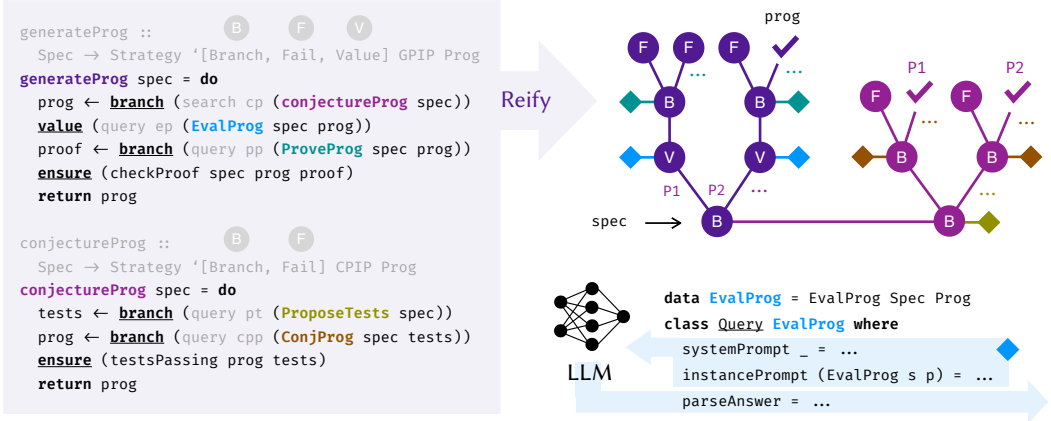 generateProg ::
B F V
Spec → Strategy ‘[Branch, Fail, Value] GPIP Prog
generateProg spec = do
prog ← branch (search cp (conjectureProg spec))
value (query ep (EvalProg spec prog))
proof ← branch (query pp (ProveProg spec prog))
ensure (checkProof spec prog proof)
return prog
conjectureProg ::
B F
Spec → Strategy ‘[Branch, Fail] CPIP Prog
conjectureProg spec = do
tests ← branch (query pt (ProposeTests spec))
prog ← branch (query cpp (ConjProg spec tests))
ensure (testsPassing prog tests)
return prog
Reify
prog
F F F
... ...
B B
V V
P1 P2 ...
spec
B
P1 P2
F F
... ...
B B
...
B
LLM
data EvalProg = EvalProg Spec Prog
class Query EvalProg where
systemPrompt _ = ...
instancePrompt (EvalProg s p) = ...
parseAnswer = ...